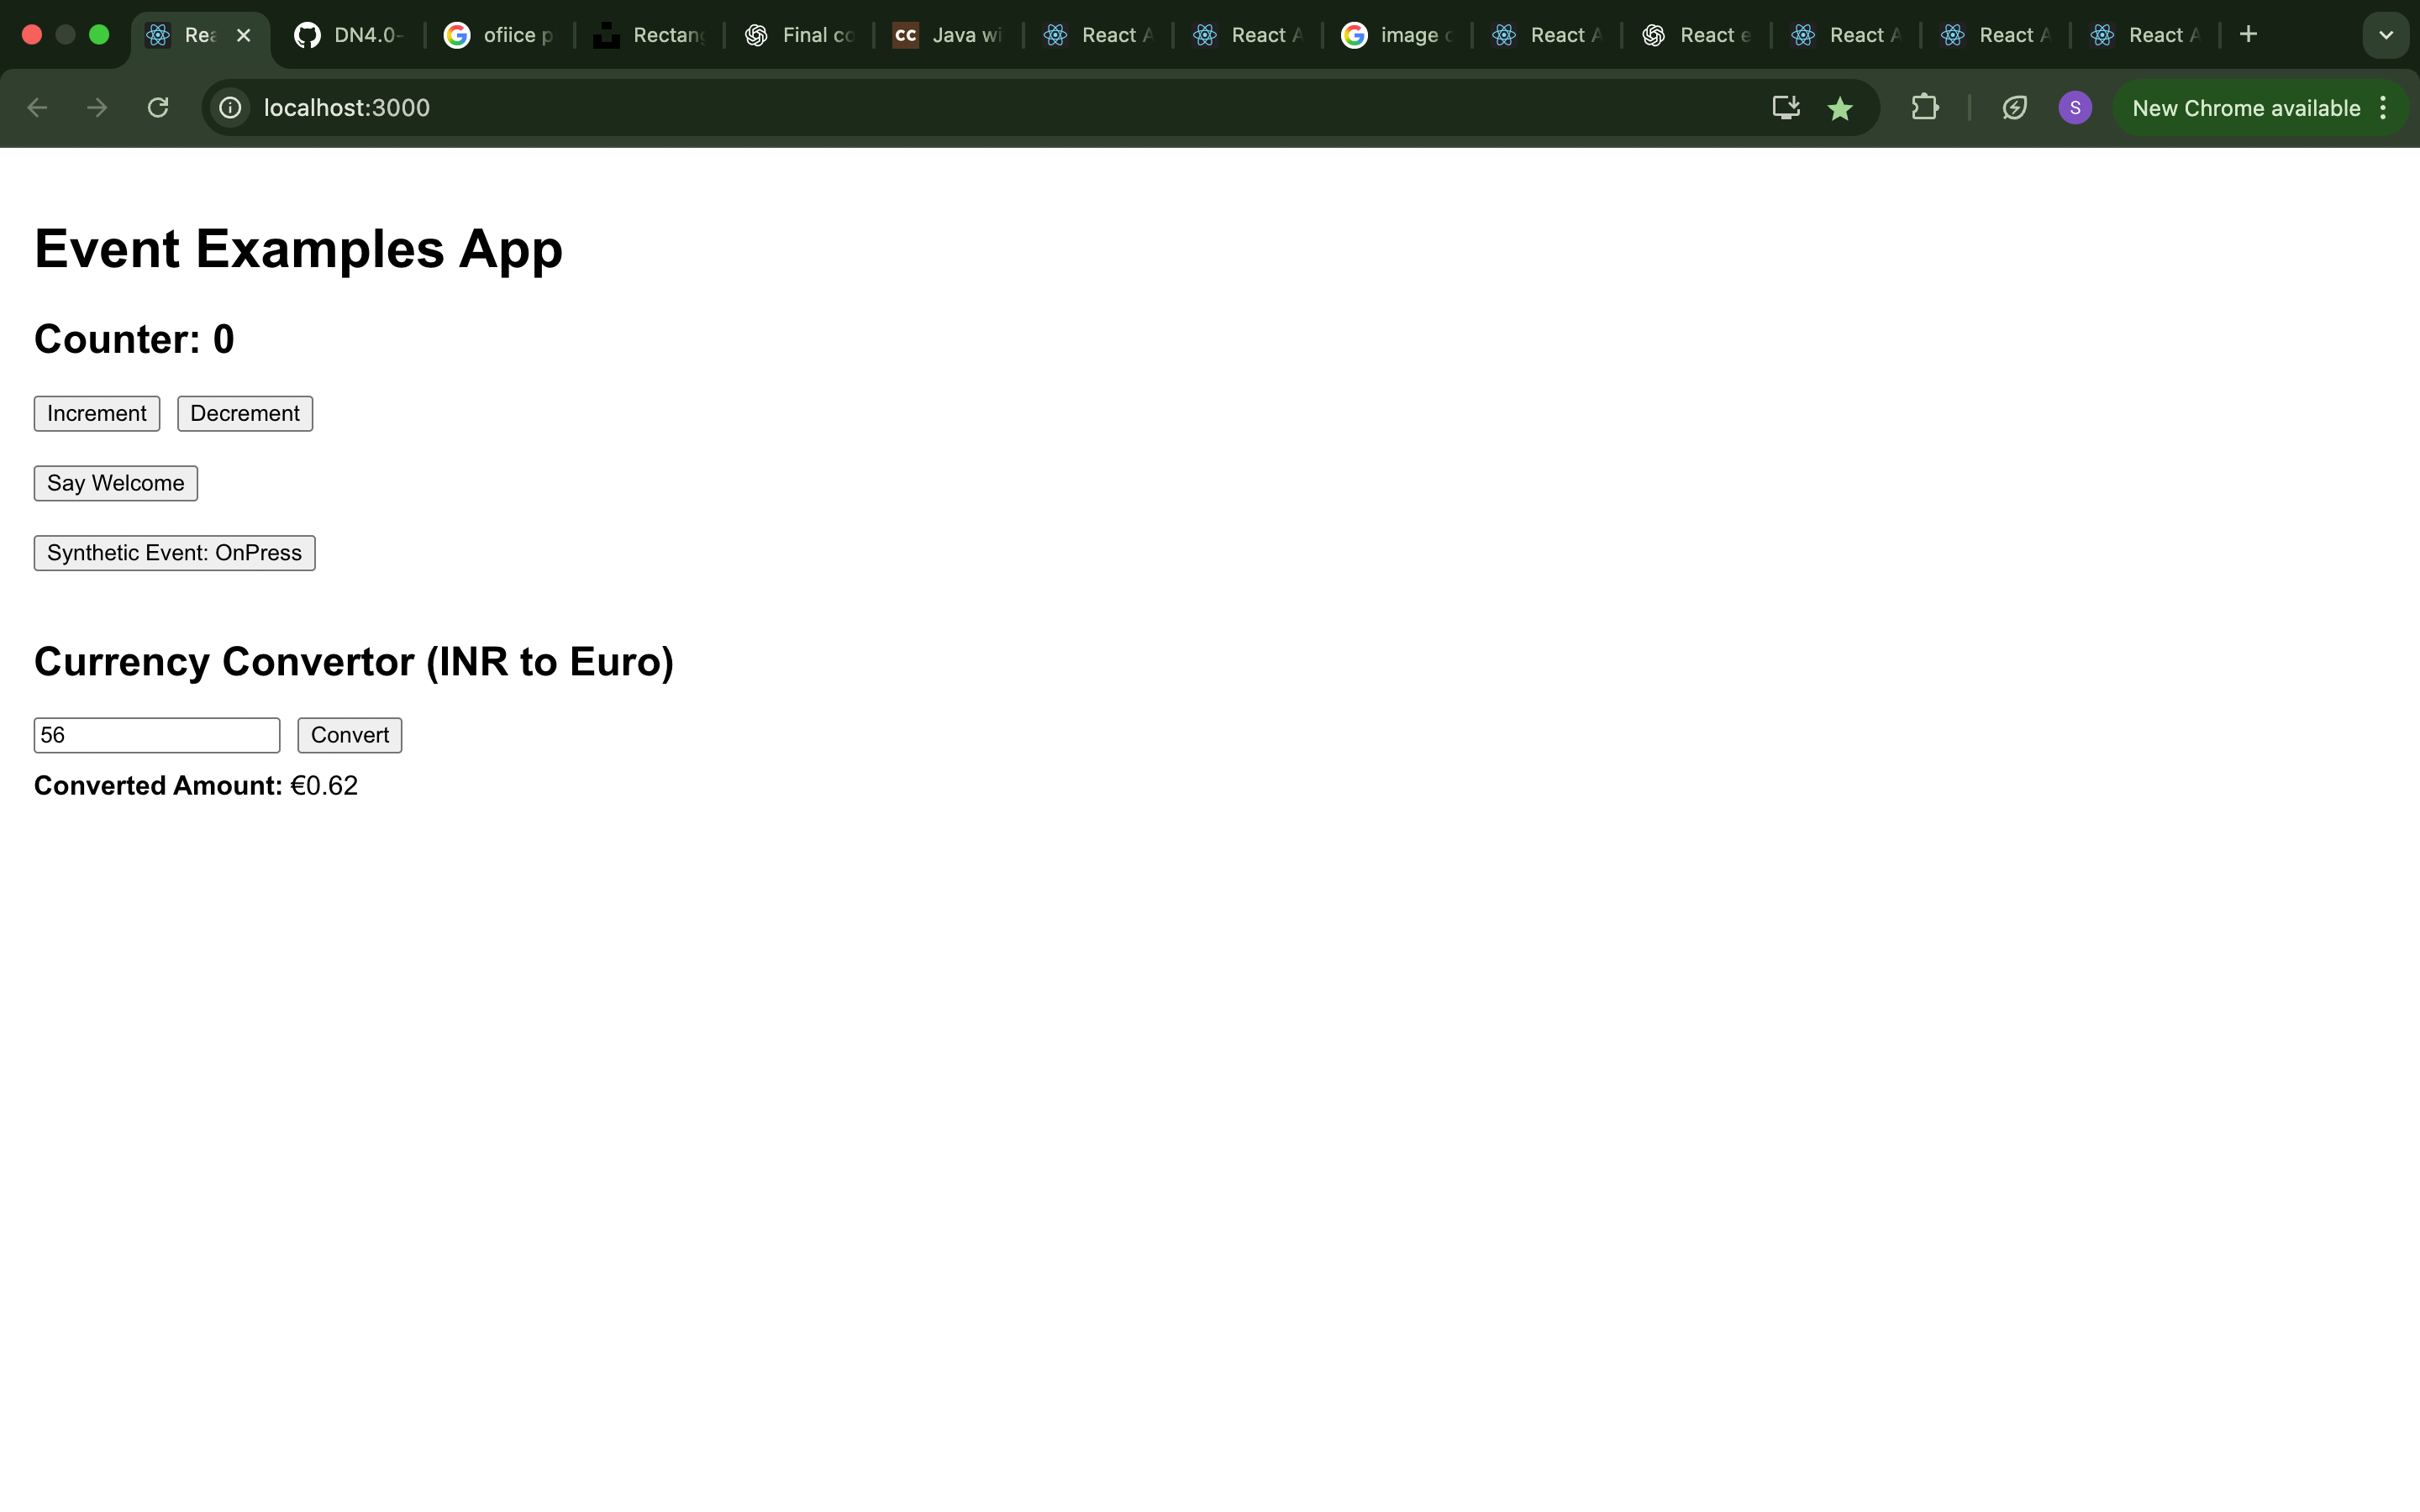 Rea DN4.0- ofiice p Rectang Final co CC Java wi React A React A image c React A React e React A React A React A
localhost:3000 S New Chrome available
Event Examples App
Counter: 0
Increment Decrement
Say Welcome
Synthetic Event: OnPress
Currency Convertor (INR to Euro)
56 Convert
Converted Amount: €0.62